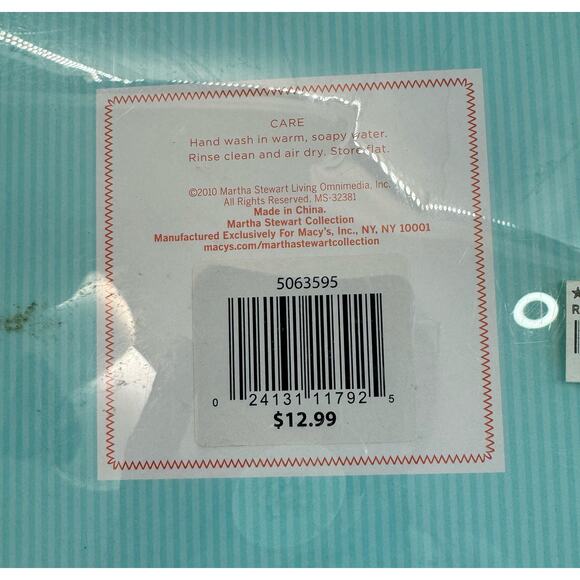 CARE
Hand wash in warm, soapy water.
Rinse clean and air dry. Store flat.
©2010 Martha Stewart Living Omnimedia, Inc.
All Rights Reserved, MS-32381
Made in China.
Martha Stewart Collection
Manufactured Exclusively For Macy's, Inc., NY, NY 10001
macys.com/marthastewartcollection
5063595
0 24131 11792 5
$12.99
R